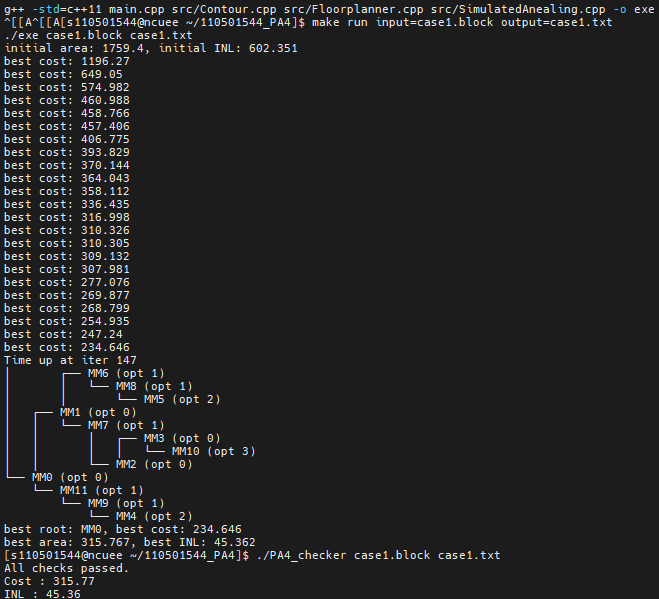 g++ -std=c++11 main.cpp src/Contour.cpp src/Floorplanner.cpp src/SimulatedAnealing.cpp -o exe
^[[A^[[A[s110501544@ncuee ~/110501544_PA4]$ make run input=case1.block output=case1.txt
./exe case1.block case1.txt
initial area: 1759.4, initial INL: 602.351
best cost: 1196.27
best cost: 649.05
best cost: 574.982
best cost: 460.988
best cost: 458.766
best cost: 457.406
best cost: 406.775
best cost: 393.829
best cost: 370.144
best cost: 364.043
best cost: 358.112
best cost: 336.435
best cost: 316.998
best cost: 310.326
best cost: 310.305
best cost: 309.132
best cost: 307.981
best cost: 277.076
best cost: 269.877
best cost: 268.799
best cost: 254.935
best cost: 247.24
best cost: 234.646
Time up at iter 147
│       ┌── MM6 (opt 1)
│       │   └── MM8 (opt 1)
│       │       └── MM5 (opt 2)
│   ┌── MM1 (opt 0)
│   │   └── MM7 (opt 1)
│   │       │   ┌── MM3 (opt 0)
│   │       │   │   └── MM10 (opt 3)
│   │       └── MM2 (opt 0)
└── MM0 (opt 0)
    └── MM11 (opt 1)
        └── MM9 (opt 1)
            └── MM4 (opt 2)
best root: MM0, best cost: 234.646
best area: 315.767, best INL: 45.362
[s110501544@ncuee ~/110501544_PA4]$ ./PA4_checker case1.block case1.txt
All checks passed.
Cost : 315.77
INL : 45.36